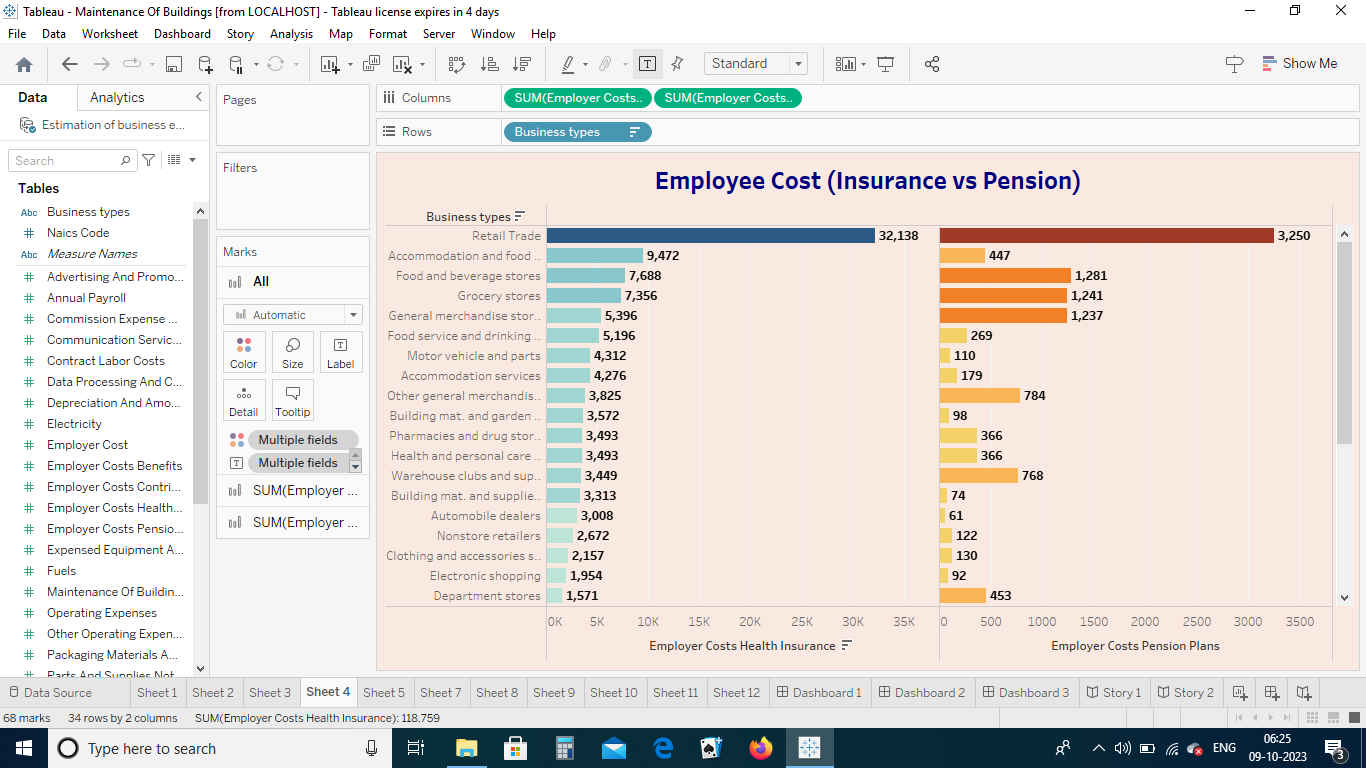 Tableau - Maintenance Of Buildings [from LOCALHOST] - Tableau license expires in 4 days
File Data Worksheet Dashboard Story Analysis Map Format Server Window Help
Standard
Show Me
Data Analytics
Estimation of business e...
Search
Tables
Abc Business types
# Naics Code
Abc Measure Names
# Advertising And Promo...
# Annual Payroll
# Commission Expense ...
# Communication Servic...
# Contract Labor Costs
# Data Processing And C...
# Depreciation And Amo...
# Electricity
# Employer Cost
# Employer Costs Benefits
# Employer Costs Contri...
# Employer Costs Health...
# Employer Costs Pensio...
# Expensed Equipment A...
# Fuels
# Maintenance Of Buildin...
# Operating Expenses
# Other Operating Expen...
# Packaging Materials A...
# Parts And Supplies Not
Pages
Filters
Marks
All
Automatic
Color Size Label
Detail Tooltip
Multiple fields
Multiple fields
SUM(Employer ...
SUM(Employer ...
Columns SUM(Employer Costs.. SUM(Employer Costs..
Rows Business types
Employee Cost (Insurance vs Pension)
Business types
Retail Trade 32,138 3,250
Accommodation and food .. 9,472 447
Food and beverage stores 7,688 1,281
Grocery stores 7,356 1,241
General merchandise stor.. 5,396 1,237
Food service and drinking .. 5,196 269
Motor vehicle and parts 4,312 110
Accommodation services 4,276 179
Other general merchandis.. 3,825 784
Building mat. and garden .. 3,572 98
Pharmacies and drug stor.. 3,493 366
Health and personal care .. 3,493 366
Warehouse clubs and sup.. 3,449 768
Building mat. and supplie.. 3,313 74
Automobile dealers 3,008 61
Nonstore retailers 2,672 122
Clothing and accessories s.. 2,157 130
Electronic shopping 1,954 92
Department stores 1,571 453
0K 5K 10K 15K 20K 25K 30K 35K 0 500 1000 1500 2000 2500 3000 3500
Employer Costs Health Insurance Employer Costs Pension Plans
Data Source Sheet 1 Sheet 2 Sheet 3 Sheet 4 Sheet 5 Sheet 7 Sheet 8 Sheet 9 Sheet 10 Sheet 11 Sheet 12 Dashboard 1 Dashboard 2 Dashboard 3 Story 1 Story 2
68 marks 34 rows by 2 columns SUM(Employer Costs Health Insurance): 118,759
Type here to search
ENG
06:25
09-10-2023
3